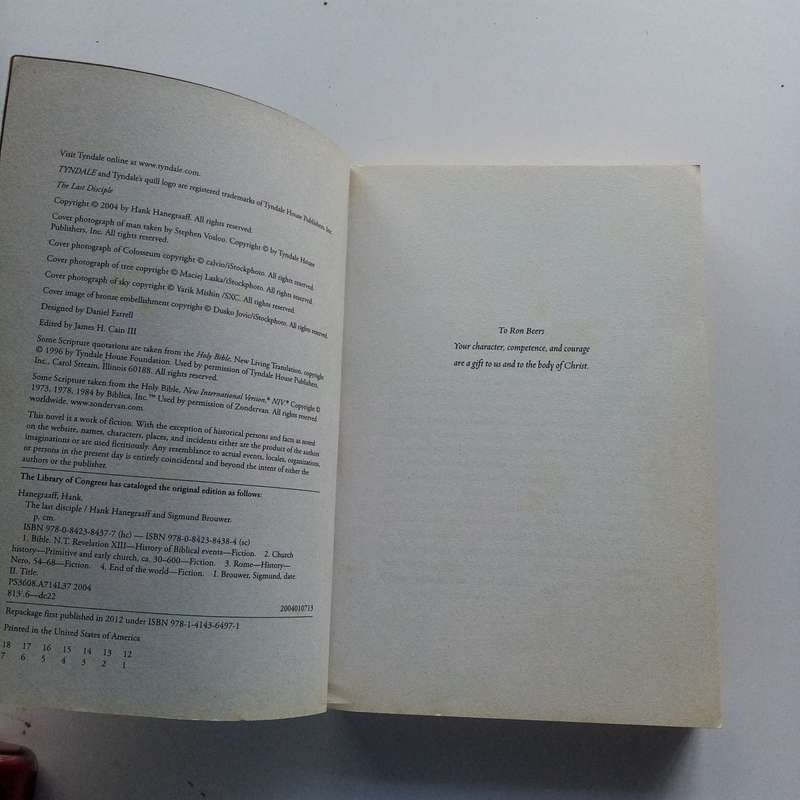 Visit Tyndale online at www.tyndale.com.
TYNDALE and Tyndale's quill logo are registered trademarks of Tyndale House Publishers, Inc.
The Last Disciple
Copyright © 2004 by Hank Hanegraaff. All rights reserved.
Cover photograph of man taken by Stephen Vosloo. Copyright © by Tyndale House
Publishers, Inc. All rights reserved.
Cover photograph of Colosseum copyright © calvio/iStockphoto. All rights reserved.
Cover photograph of tree copyright © Maciej Laska/iStockphoto. All rights reserved.
Cover photograph of sky copyright © Yarik Mishin /SXC. All rights reserved.
Cover image of bronze embellishment copyright © Dusko Jovic/iStockphoto. All rights reserved.
Designed by Daniel Farrell
Edited by James H. Cain III
Some Scripture quotations are taken from the Holy Bible, New Living Translation, copyright
© 1996 by Tyndale House Foundation. Used by permission of Tyndale House Publishers,
Inc., Carol Stream, Illinois 60188. All rights reserved.
Some Scripture taken from the Holy Bible, New International Version,® NIV.® Copyright ©
1973, 1978, 1984 by Biblica, Inc.™ Used by permission of Zondervan. All rights reserved
worldwide. www.zondervan.com.
This novel is a work of fiction. With the exception of historical persons and facts as noted
on the website, names, characters, places, and incidents either are the product of the authors'
imaginations or are used fictitiously. Any resemblance to actual events, locales, organizations,
or persons in the present day is entirely coincidental and beyond the intent of either the
authors or the publisher.
The Library of Congress has cataloged the original edition as follows:
Hanegraaff, Hank.
The last disciple / Hank Hanegraaff and Sigmund Brouwer.
p. cm.
ISBN 978-0-8423-8437-7 (hc) — ISBN 978-0-8423-8438-4 (sc)
1. Bible. N.T. Revelation XIII—History of Biblical events—Fiction. 2. Church
history—Primitive and early church, ca. 30–600—Fiction. 3. Rome—History—
Nero, 54–68—Fiction. 4. End of the world—Fiction. I. Brouwer, Sigmund, date.
II. Title.
PS3608.A714L37 2004
813'.6—dc22
2004010713
Repackage first published in 2012 under ISBN 978-1-4143-6497-1
Printed in the United States of America
18 17 16 15 14 13 12
7 6 5 4 3 2 1
To Ron Beers
Your character, competence, and courage
are a gift to us and to the body of Christ.